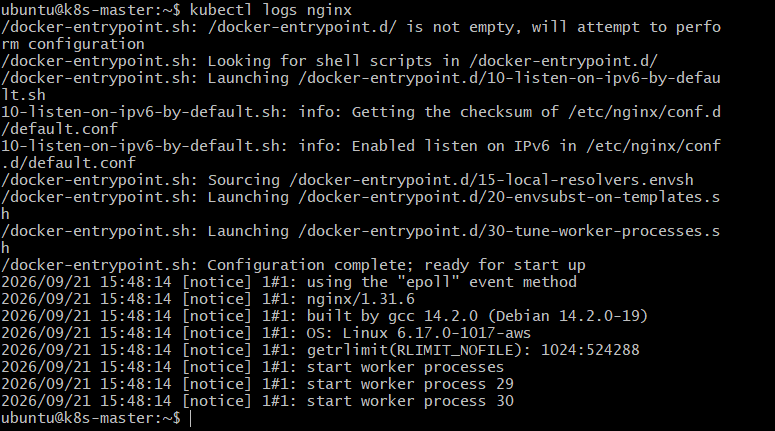 ubuntu@k8s-master:~$ kubectl logs nginx
/docker-entrypoint.sh: /docker-entrypoint.d/ is not empty, will attempt to perfo
rm configuration
/docker-entrypoint.sh: Looking for shell scripts in /docker-entrypoint.d/
/docker-entrypoint.sh: Launching /docker-entrypoint.d/10-listen-on-ipv6-by-defau
lt.sh
10-listen-on-ipv6-by-default.sh: info: Getting the checksum of /etc/nginx/conf.d
/default.conf
10-listen-on-ipv6-by-default.sh: info: Enabled listen on IPv6 in /etc/nginx/conf
.d/default.conf
/docker-entrypoint.sh: Sourcing /docker-entrypoint.d/15-local-resolvers.envsh
/docker-entrypoint.sh: Launching /docker-entrypoint.d/20-envsubst-on-templates.s
h
/docker-entrypoint.sh: Launching /docker-entrypoint.d/30-tune-worker-processes.s
h
/docker-entrypoint.sh: Configuration complete; ready for start up
2026/09/21 15:48:14 [notice] 1#1: using the "epoll" event method
2026/09/21 15:48:14 [notice] 1#1: nginx/1.31.6
2026/09/21 15:48:14 [notice] 1#1: built by gcc 14.2.0 (Debian 14.2.0-19)
2026/09/21 15:48:14 [notice] 1#1: OS: Linux 6.17.0-1017-aws
2026/09/21 15:48:14 [notice] 1#1: getrlimit(RLIMIT_NOFILE): 1024:524288
2026/09/21 15:48:14 [notice] 1#1: start worker processes
2026/09/21 15:48:14 [notice] 1#1: start worker process 29
2026/09/21 15:48:14 [notice] 1#1: start worker process 30
ubuntu@k8s-master:~$